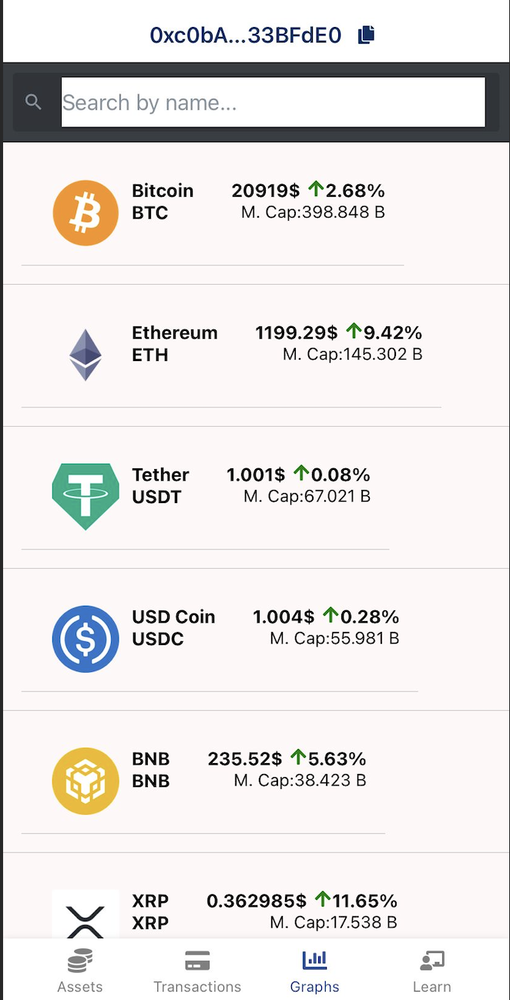 0xc0bA...33BFdE0
Search by name...
Bitcoin 20919$ ↑2.68%
BTC M. Cap:398.848 B
Ethereum 1199.29$ ↑9.42%
ETH M. Cap:145.302 B
Tether 1.001$ ↑0.08%
USDT M. Cap:67.021 B
USD Coin 1.004$ ↑0.28%
USDC M. Cap:55.981 B
BNB 235.52$ ↑5.63%
BNB M. Cap:38.423 B
XRP 0.362985$ ↑11.65%
XRP M. Cap:17.538 B
Assets Transactions Graphs Learn